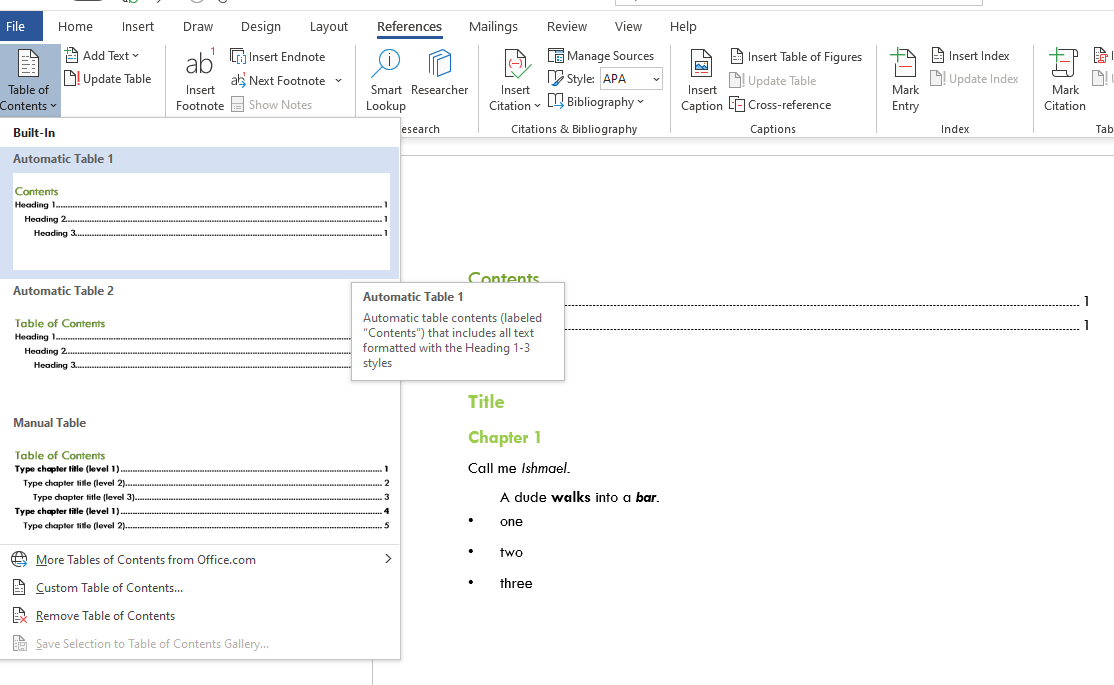 File Home Insert Draw Design Layout References Mailings Review View Help
Table of Contents
Add Text
Update Table
ab1
Insert Footnote
Insert Endnote
ab1 Next Footnote
Show Notes
Smart Lookup
Researcher
esearch
Insert Citation
Manage Sources
Style: APA
Bibliography
Citations & Bibliography
Insert Caption
Insert Table of Figures
Update Table
Cross-reference
Captions
Mark Entry
Insert Index
Update Index
Index
Mark Citation
Tab
Built-In
Automatic Table 1
Contents
Heading 1 1
Heading 2 1
Heading 3 1
Automatic Table 2
Table of Contents
Heading 1
Heading 2
Heading 3
Manual Table
Table of Contents
Type chapter title (level 1) 1
Type chapter title (level 2) 2
Type chapter title (level 3) 3
Type chapter title (level 1) 4
Type chapter title (level 2) 5
More Tables of Contents from Office.com
Custom Table of Contents...
Remove Table of Contents
Save Selection to Table of Contents Gallery...
Automatic Table 1
Automatic table contents (labeled
“Contents”) that includes all text
formatted with the Heading 1-3
styles
Contents
1
1
Title
Chapter 1
Call me Ishmael.
A dude walks into a bar.
• one
• two
• three